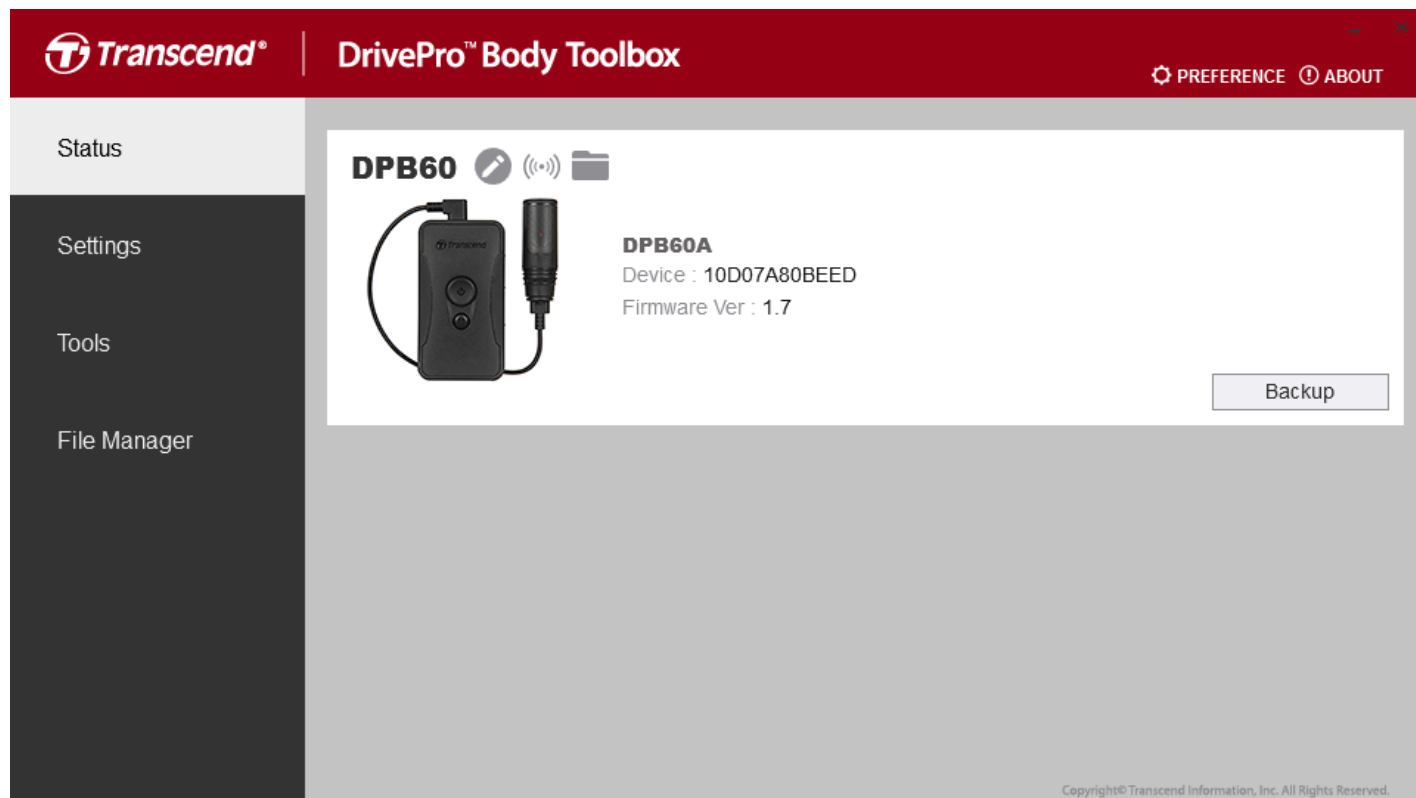 Transcend®
DrivePro™ Body Toolbox
PREFERENCE
ABOUT
Status
Settings
Tools
File Manager
DPB60
Transcend
DPB60A
Device : 10D07A80BEED
Firmware Ver : 1.7
Backup
Copyright© Transcend Information, Inc. All Rights Reserved.